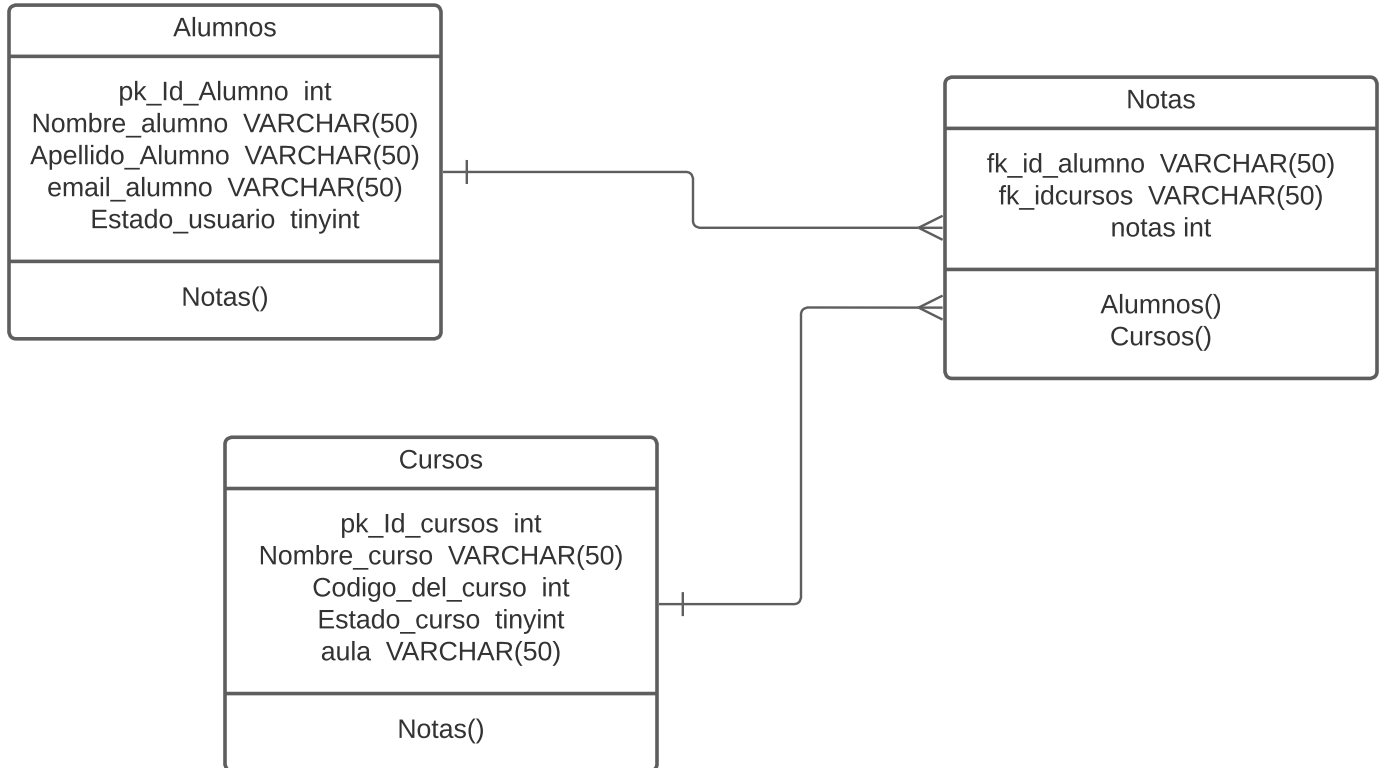 Alumnos
pk_Id_Alumno int
Nombre_alumno VARCHAR(50)
Apellido_Alumno VARCHAR(50)
email_alumno VARCHAR(50)
Estado_usuario tinyint
Notas()
Notas
fk_id_alumno VARCHAR(50)
fk_idcursos VARCHAR(50)
notas int
Alumnos()
Cursos()
Cursos
pk_Id_cursos int
Nombre_curso VARCHAR(50)
Codigo_del_curso int
Estado_curso tinyint
aula VARCHAR(50)
Notas()